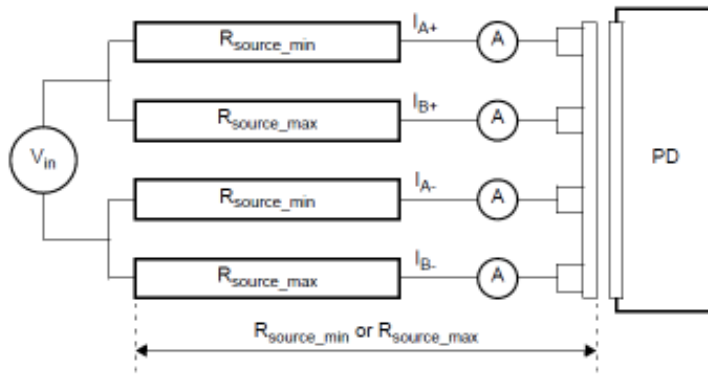 R_source_min I_A+ A
R_source_max I_B+ A
V_in PD
R_source_min I_A- A
R_source_max I_B- A
R_source_min or R_source_max